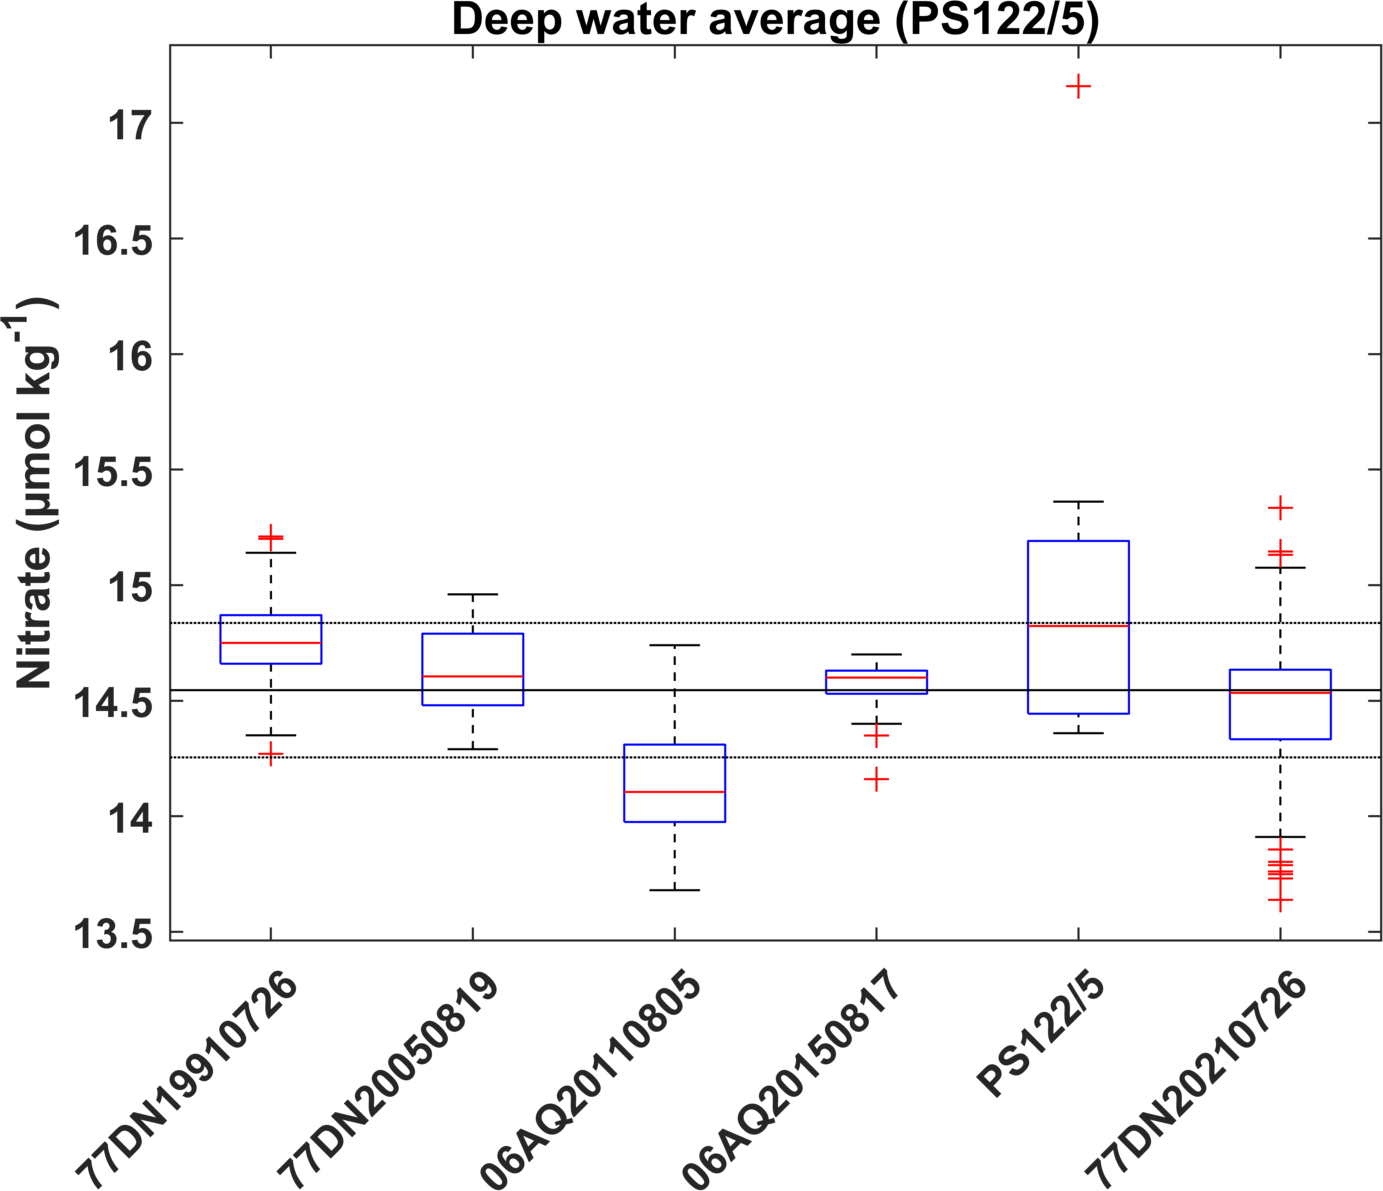 Deep water average (PS122/5)
Nitrate (µmol kg-1)
17
16.5
16
15.5
15
14.5
14
13.5
77DN19910726
77DN20050819
06AQ20110805
06AQ20150817
PS122/5
77DN20210726